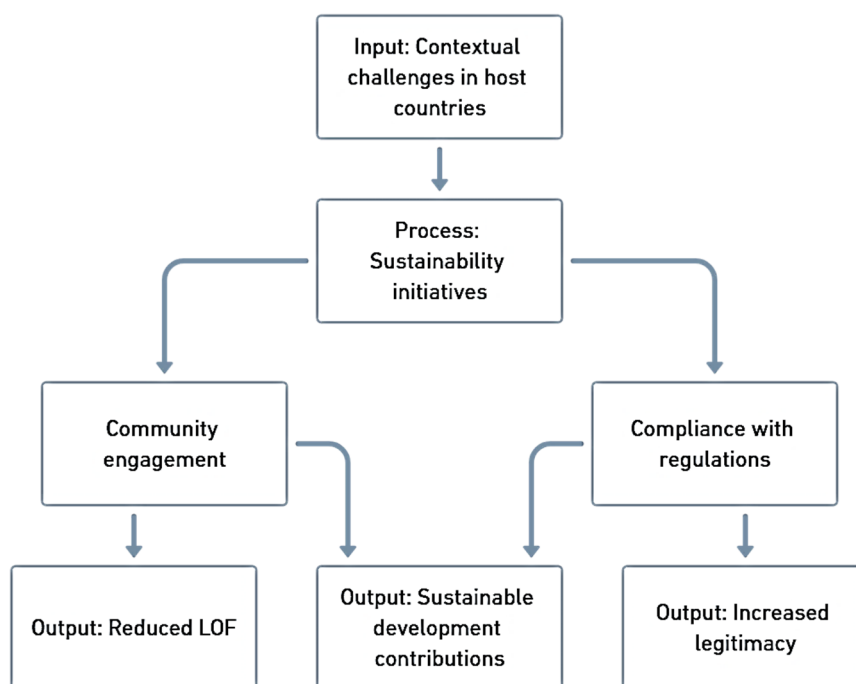 Input: Contextual
challenges in host
countries
Process:
Sustainability
initiatives
Community
engagement
Compliance with
regulations
Output: Reduced LOF
Output: Sustainable
development
contributions
Output: Increased
legitimacy